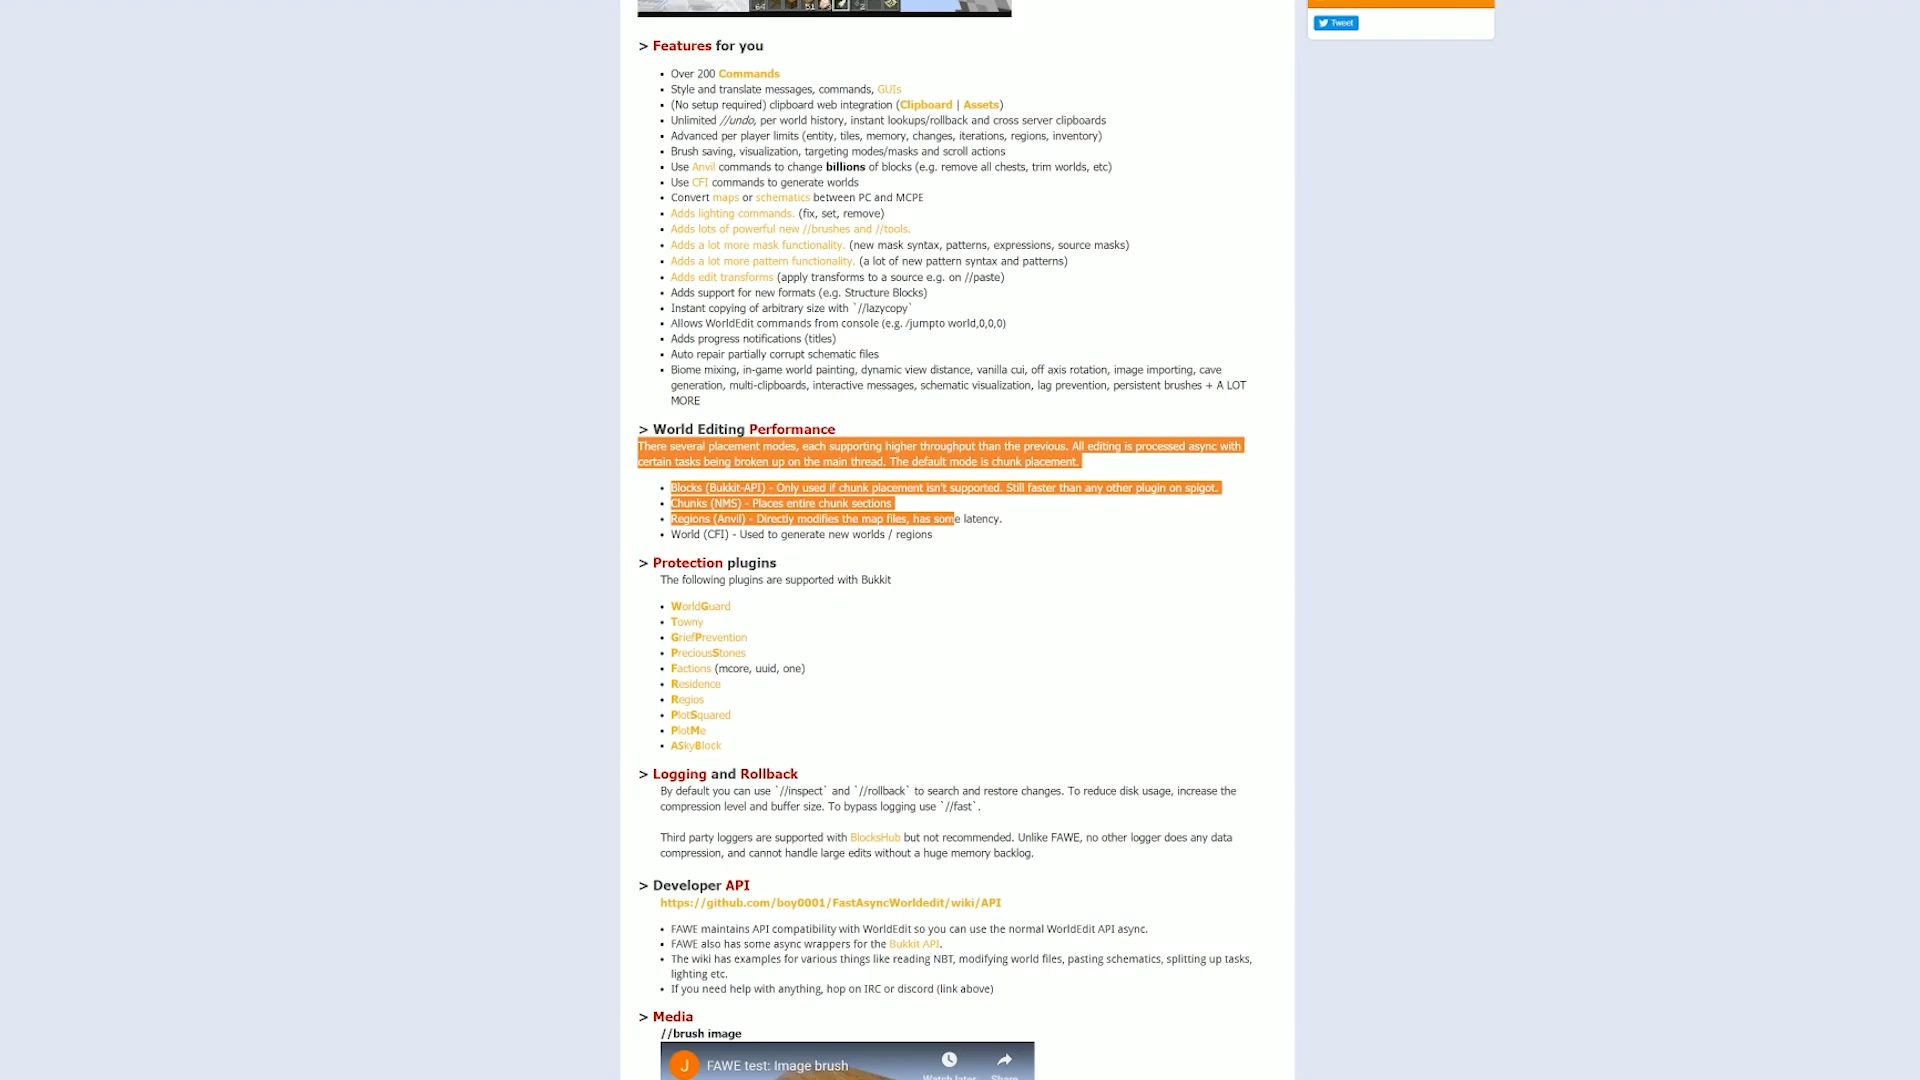 64
51
2
Tweet
> Features for you
• Over 200 Commands
• Style and translate messages, commands, GUIs
• (No setup required) clipboard web integration (Clipboard | Assets)
• Unlimited //undo, per world history, instant lookups/rollback and cross server clipboards
• Advanced per player limits (entity, tiles, memory, changes, iterations, regions, inventory)
• Brush saving, visualization, targeting modes/masks and scroll actions
• Use Anvil commands to change billions of blocks (e.g. remove all chests, trim worlds, etc)
• Use CFI commands to generate worlds
• Convert maps or schematics between PC and MCPE
• Adds lighting commands. (fix, set, remove)
• Adds lots of powerful new //brushes and //tools.
• Adds a lot more mask functionality. (new mask syntax, patterns, expressions, source masks)
• Adds a lot more pattern functionality. (a lot of new pattern syntax and patterns)
• Adds edit transforms (apply transforms to a source e.g. on //paste)
• Adds support for new formats (e.g. Structure Blocks)
• Instant copying of arbitrary size with `//lazycopy`
• Allows WorldEdit commands from console (e.g. /jumpto world,0,0,0)
• Adds progress notifications (titles)
• Auto repair partially corrupt schematic files
• Biome mixing, in-game world painting, dynamic view distance, vanilla cui, off axis rotation, image importing, cave
generation, multi-clipboards, interactive messages, schematic visualization, lag prevention, persistent brushes + A LOT
MORE
> World Editing Performance
There several placement modes, each supporting higher throughput than the previous. All editing is processed async with
certain tasks being broken up on the main thread. The default mode is chunk placement.
• Blocks (Bukkit-API) - Only used if chunk placement isn't supported. Still faster than any other plugin on spigot.
• Chunks (NMS) - Places entire chunk sections
• Regions (Anvil) - Directly modifies the map files, has some latency.
• World (CFI) - Used to generate new worlds / regions
> Protection plugins
The following plugins are supported with Bukkit
• WorldGuard
• Towny
• GriefPrevention
• PreciousStones
• Factions (mcore, uuid, one)
• Residence
• Regios
• PlotSquared
• PlotMe
• ASkyBlock
> Logging and Rollback
By default you can use `//inspect` and `//rollback` to search and restore changes. To reduce disk usage, increase the
compression level and buffer size. To bypass logging use `//fast`.
Third party loggers are supported with BlocksHub but not recommended. Unlike FAWE, no other logger does any data
compression, and cannot handle large edits without a huge memory backlog.
> Developer API
https://github.com/boy0001/FastAsyncWorldedit/wiki/API
• FAWE maintains API compatibility with WorldEdit so you can use the normal WorldEdit API async.
• FAWE also has some async wrappers for the Bukkit API.
• The wiki has examples for various things like reading NBT, modifying world files, pasting schematics, splitting up tasks,
lighting etc.
• If you need help with anything, hop on IRC or discord (link above)
> Media
//brush image
J FAWE test: Image brush
Watch later Share